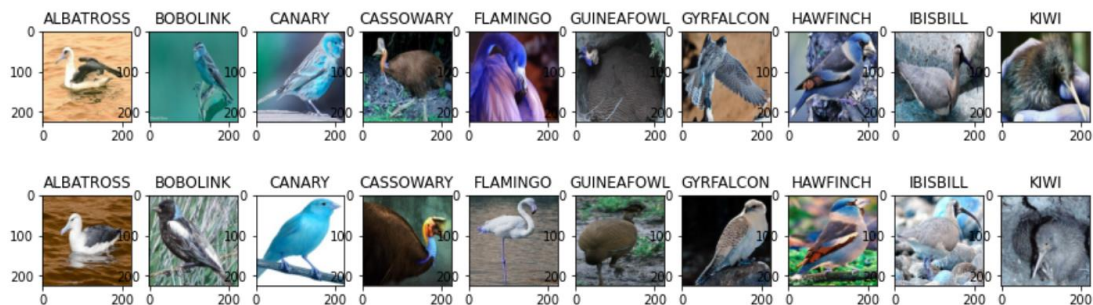 ALBATROSS BOBOLINK CANARY CASSOWARY FLAMINGO GUINEAFOWL GYRFALCON HAWFINCH IBISBILL KIWI
0 0 0 0 0 0 0 0 0 0
100 100 100 100 100 100 100 100 100 100
200 200 200 200 200 200 200 200 200 200
0 200 0 200 0 200 0 200 0 200 0 200 0 200 0 200 0 200 0 200
ALBATROSS BOBOLINK CANARY CASSOWARY FLAMINGO GUINEAFOWL GYRFALCON HAWFINCH IBISBILL KIWI
0 0 0 0 0 0 0 0 0 0
100 100 100 100 100 100 100 100 100 100
200 200 200 200 200 200 200 200 200 200
0 200 0 200 0 200 0 200 0 200 0 200 0 200 0 200 0 200 0 200